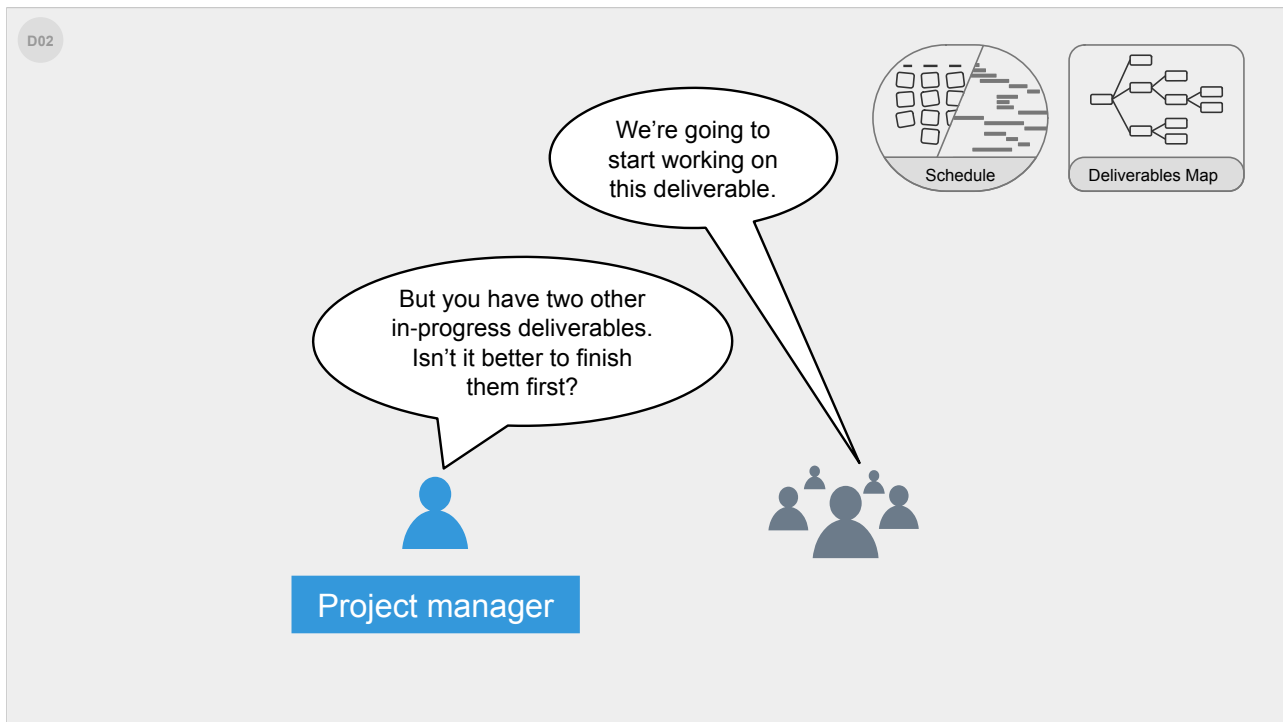 D02
Schedule
Deliverables Map
We’re going to
start working on
this deliverable.
But you have two other
in-progress deliverables.
Isn’t it better to finish
them first?
Project manager